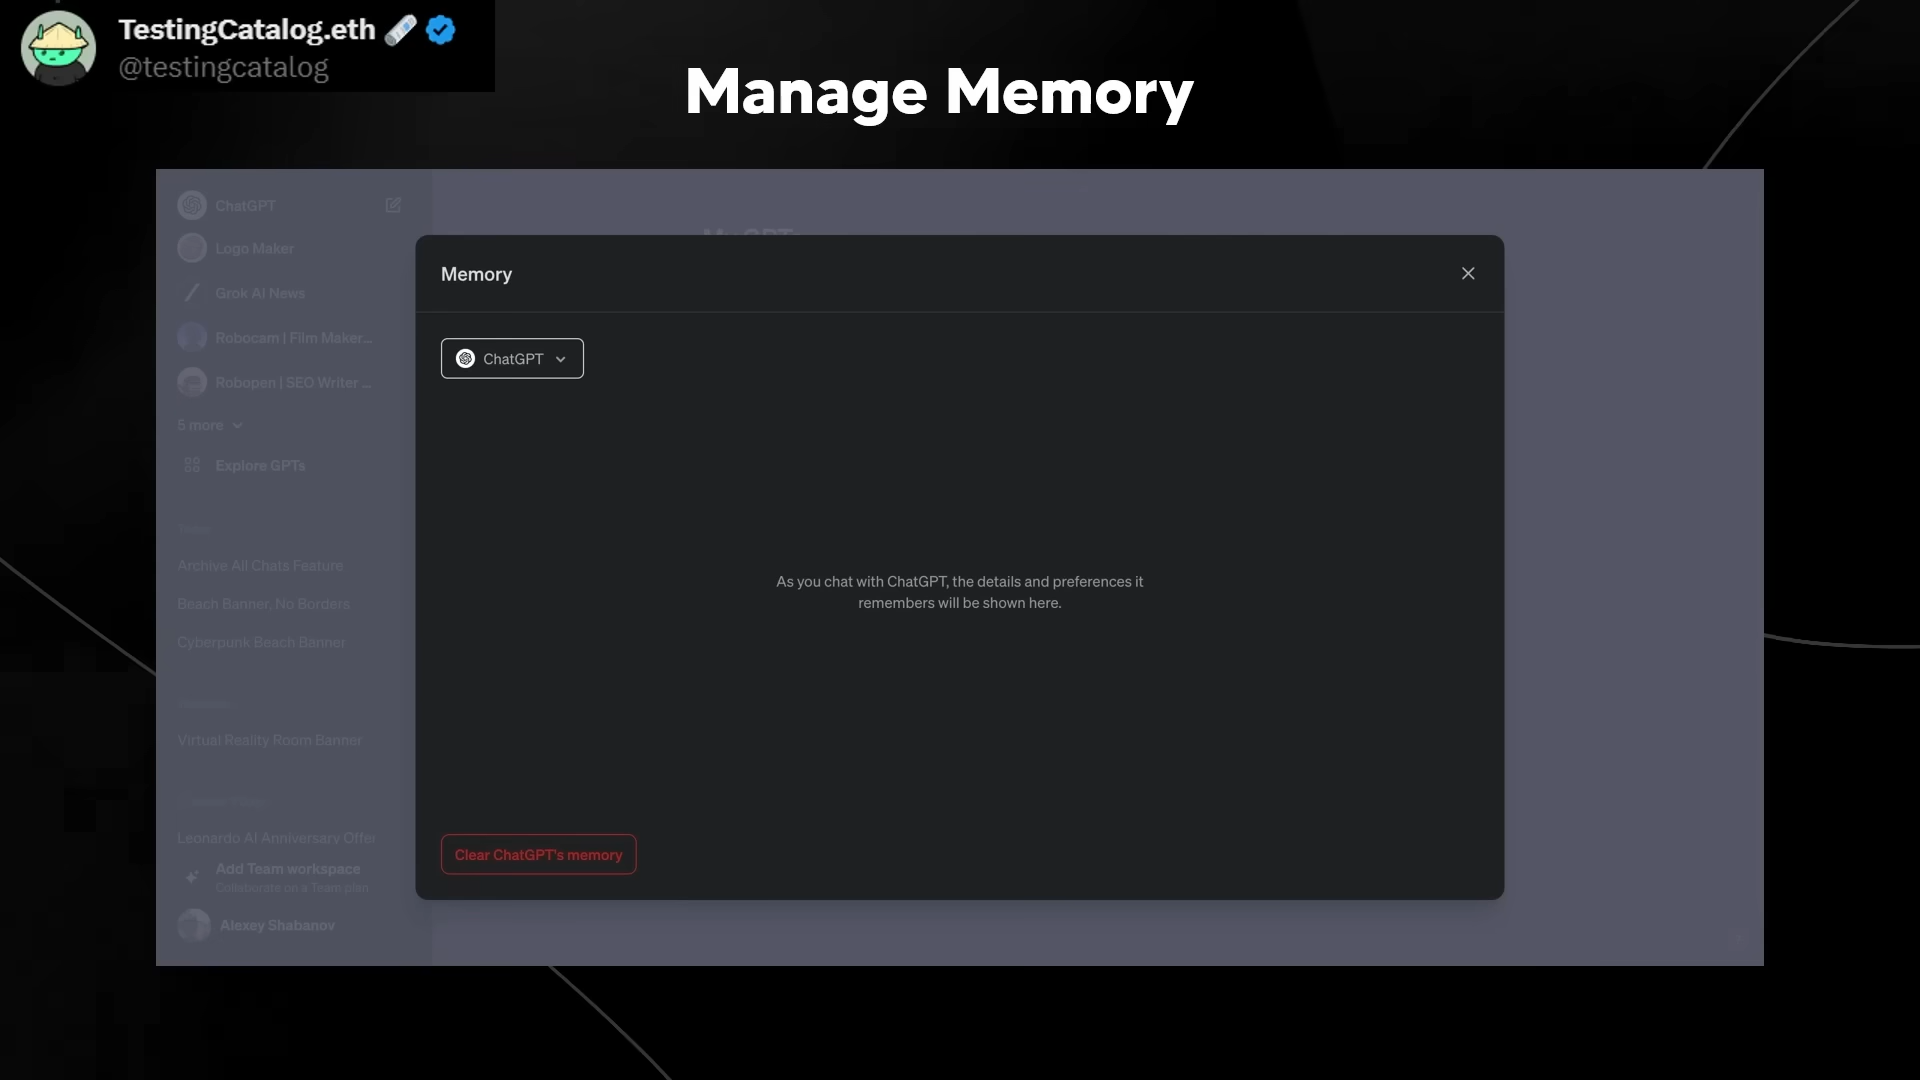 TestingCatalog.eth
@testingcatalog
Manage Memory
ChatGPT
Logo Maker
Grok AI News
Robocam | Film Maker...
Robopen | SEO Writer ...
5 more
Explore GPTs
Archive All Chats Feature
Beach Banner, No Borders
Cyberpunk Beach Banner
Virtual Reality Room Banner
Leonardo AI Anniversary Offer
Add Team workspace
Collaborate on a Team plan
Alexey Shabanov
My GPTs
Memory
ChatGPT
As you chat with ChatGPT, the details and preferences it
remembers will be shown here.
Clear ChatGPT's memory